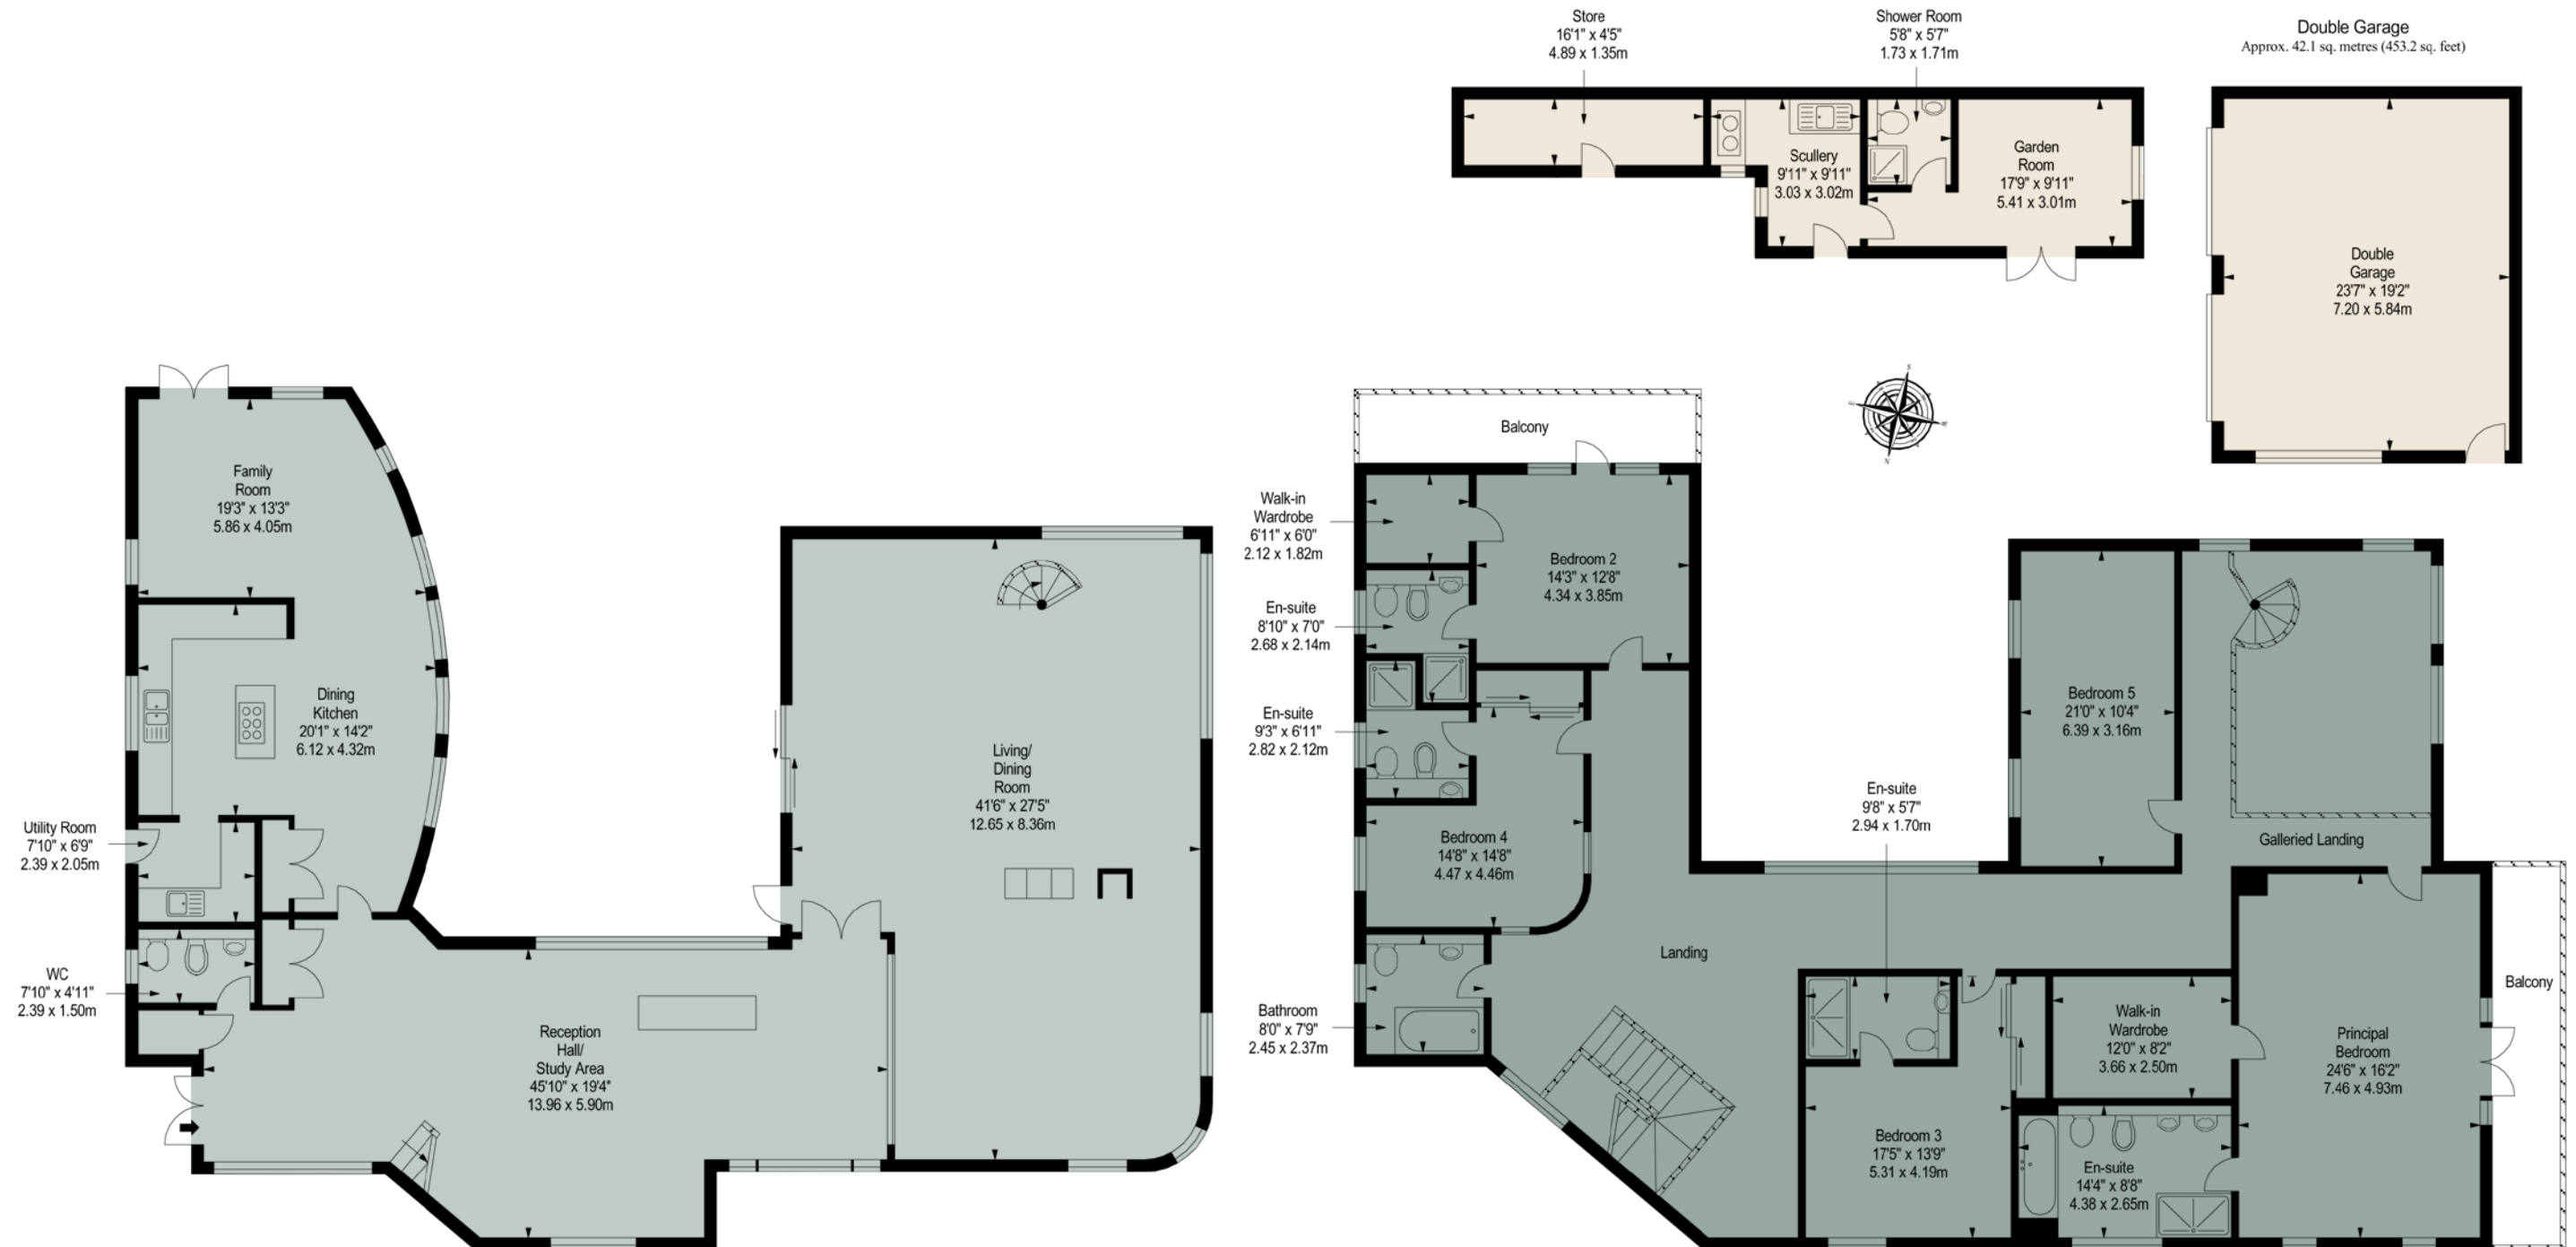 Store
16'1" x 4'5"
4.89 x 1.35m
Shower Room
5'8" x 5'7"
1.73 x 1.71m
Double Garage
Approx. 42.1 sq. metres (453.2 sq. feet)
Scullery
9'11" x 9'11"
3.03 x 3.02m
Garden
Room
17'9" x 9'11"
5.41 x 3.01m
Double
Garage
23'7" x 19'2"
7.20 x 5.84m
S
N
Family
Room
19'3" x 13'3"
5.86 x 4.05m
Dining
Kitchen
20'1" x 14'2"
6.12 x 4.32m
Utility Room
7'10" x 6'9"
2.39 x 2.05m
WC
7'10" x 4'11"
2.39 x 1.50m
Reception
Hall/
Study Area
45'10" x 19'4"
13.96 x 5.90m
Living/
Dining
Room
41'6" x 27'5"
12.65 x 8.36m
Balcony
Walk-in
Wardrobe
6'11" x 6'0"
2.12 x 1.82m
Bedroom 2
14'3" x 12'8"
4.34 x 3.85m
En-suite
8'10" x 7'0"
2.68 x 2.14m
En-suite
9'3" x 6'11"
2.82 x 2.12m
Bedroom 4
14'8" x 14'8"
4.47 x 4.46m
Bathroom
8'0" x 7'9"
2.45 x 2.37m
Landing
En-suite
9'8" x 5'7"
2.94 x 1.70m
Bedroom 5
21'0" x 10'4"
6.39 x 3.16m
Galleried Landing
Bedroom 3
17'5" x 13'9"
5.31 x 4.19m
Walk-in
Wardrobe
12'0" x 8'2"
3.66 x 2.50m
En-suite
14'4" x 8'8"
4.38 x 2.65m
Principal
Bedroom
24'6" x 16'2"
7.46 x 4.93m
Balcony